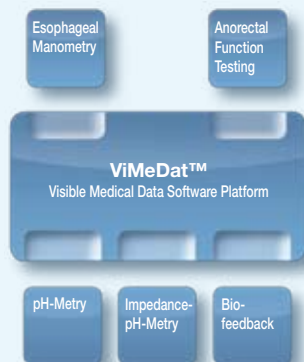 Esophageal
Manometry
Anorectal
Function
Testing
ViMeDat™
Visible Medical Data Software Platform
pH-Metry
Impedance-
pH-Metry
Bio-
feedback